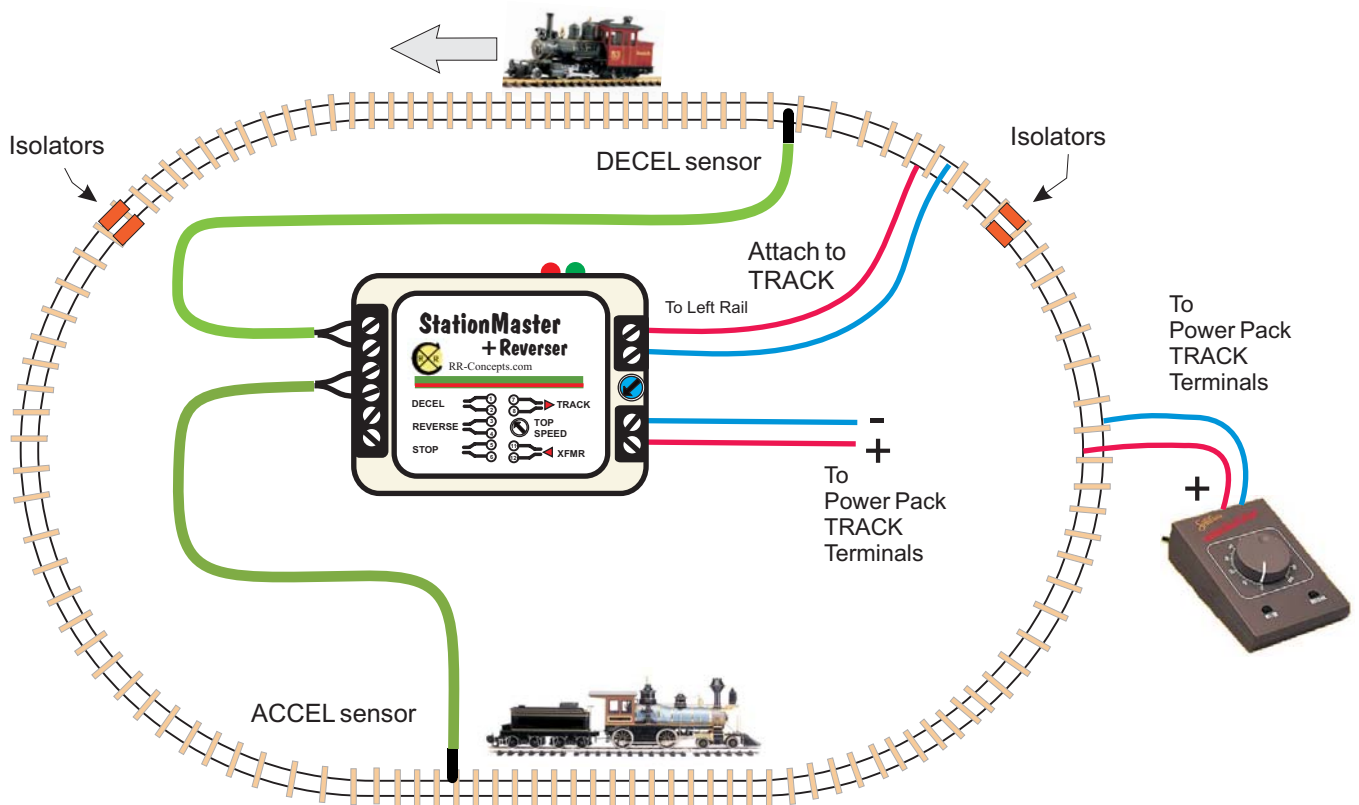 Isolators
DECEL sensor
Isolators
Attach to
TRACK
To Left Rail
StationMaster
+ Reverser
RR-Concepts.com
DECEL
REVERSE
STOP
1
2
3
4
5
6
7
8
TRACK
TOP
SPEED
11
12
XFMR
-
+
To
Power Pack
TRACK
Terminals
To
Power Pack
TRACK
Terminals
+
ACCEL sensor